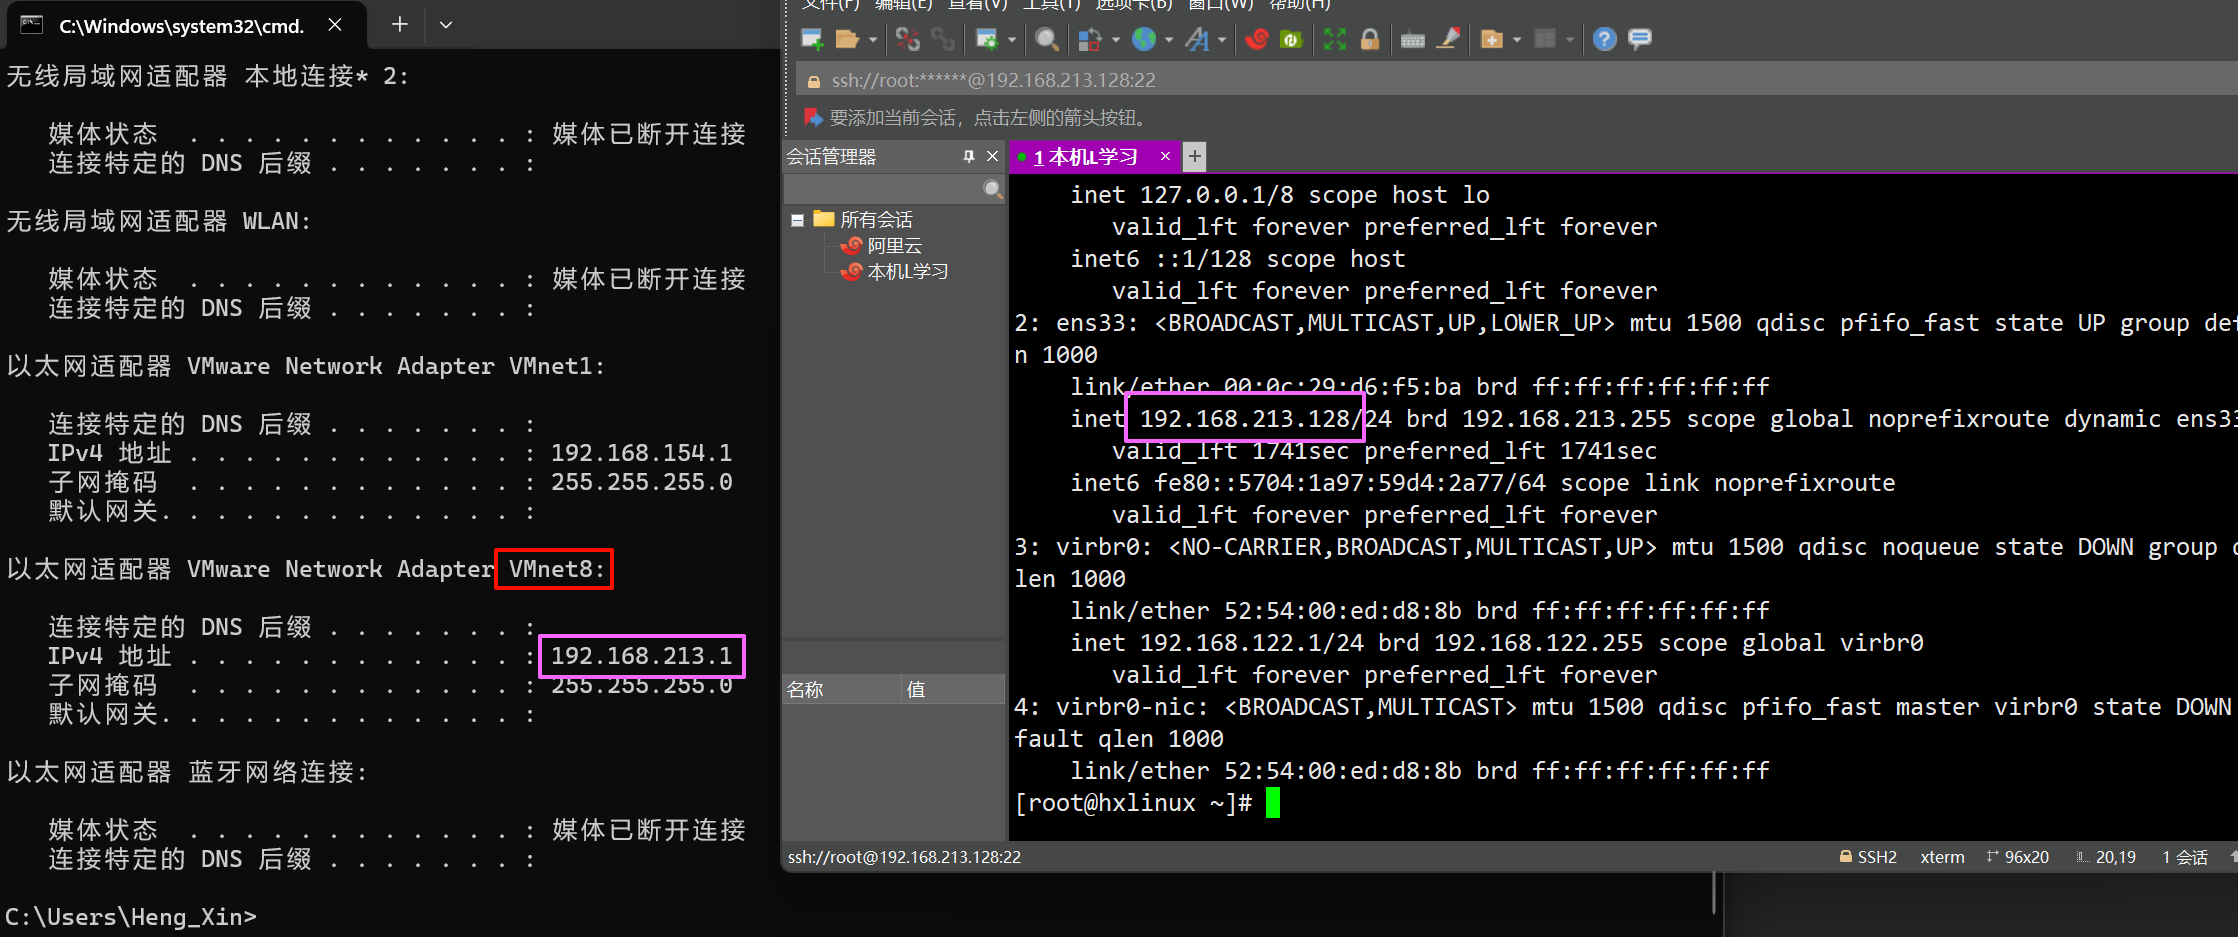 C:\Windows\system32\cmd.
无线局域网适配器 本地连接* 2:
媒体状态 . . . . . . . . . . . . . : 媒体已断开连接
连接特定的 DNS 后缀 . . . . . . . :
无线局域网适配器 WLAN:
媒体状态 . . . . . . . . . . . . . : 媒体已断开连接
连接特定的 DNS 后缀 . . . . . . . :
以太网适配器 VMware Network Adapter VMnet1:
连接特定的 DNS 后缀 . . . . . . . :
IPv4 地址 . . . . . . . . . . . . : 192.168.154.1
子网掩码 . . . . . . . . . . . . . : 255.255.255.0
默认网关. . . . . . . . . . . . . :
以太网适配器 VMware Network Adapter VMnet8:
连接特定的 DNS 后缀 . . . . . . . :
IPv4 地址 . . . . . . . . . . . . : 192.168.213.1
子网掩码 . . . . . . . . . . . . . : 255.255.255.0
默认网关. . . . . . . . . . . . . :
以太网适配器 蓝牙网络连接:
媒体状态 . . . . . . . . . . . . . : 媒体已断开连接
连接特定的 DNS 后缀 . . . . . . . :
C:\Users\Heng_Xin>
文件(F) 编辑(E) 查看(V) 工具(T) 选项卡(B) 窗口(W) 帮助(H)
ssh://root:******@192.168.213.128:22
要添加当前会话，点击左侧的箭头按钮。
会话管理器
所有会话
阿里云
本机L学习
名称 值
1 本机L学习
inet 127.0.0.1/8 scope host lo
valid_lft forever preferred_lft forever
inet6 ::1/128 scope host
valid_lft forever preferred_lft forever
2: ens33: <BROADCAST,MULTICAST,UP,LOWER_UP> mtu 1500 qdisc pfifo_fast state UP group def
n 1000
link/ether 00:0c:29:d6:f5:ba brd ff:ff:ff:ff:ff:ff
inet 192.168.213.128/24 brd 192.168.213.255 scope global noprefixroute dynamic ens33
valid_lft 1741sec preferred_lft 1741sec
inet6 fe80::5704:1a97:59d4:2a77/64 scope link noprefixroute
valid_lft forever preferred_lft forever
3: virbr0: <NO-CARRIER,BROADCAST,MULTICAST,UP> mtu 1500 qdisc noqueue state DOWN group d
len 1000
link/ether 52:54:00:ed:d8:8b brd ff:ff:ff:ff:ff:ff
inet 192.168.122.1/24 brd 192.168.122.255 scope global virbr0
valid_lft forever preferred_lft forever
4: virbr0-nic: <BROADCAST,MULTICAST> mtu 1500 qdisc pfifo_fast master virbr0 state DOWN
fault qlen 1000
link/ether 52:54:00:ed:d8:8b brd ff:ff:ff:ff:ff:ff
[root@hxlinux ~]#
ssh://root@192.168.213.128:22 SSH2 xterm 96x20 20,19 1 会话